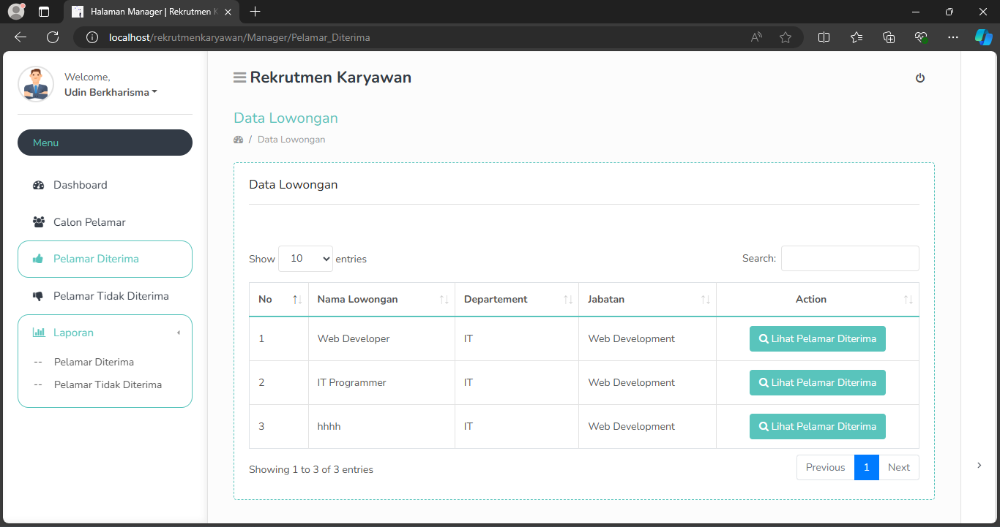 Halaman Manager | Rekrutmen K
localhost/rekrutmenkaryawan/Manager/Pelamar_Diterima
Welcome,
Udin Berkharisma
Menu
Dashboard
Calon Pelamar
Pelamar Diterima
Pelamar Tidak Diterima
Laporan
-- Pelamar Diterima
-- Pelamar Tidak Diterima
Rekrutmen Karyawan
Data Lowongan
/ Data Lowongan
Data Lowongan
Show 10 entries Search:
No Nama Lowongan Departement Jabatan Action
1 Web Developer IT Web Development Lihat Pelamar Diterima
2 IT Programmer IT Web Development Lihat Pelamar Diterima
3 hhhh IT Web Development Lihat Pelamar Diterima
Showing 1 to 3 of 3 entries Previous 1 Next